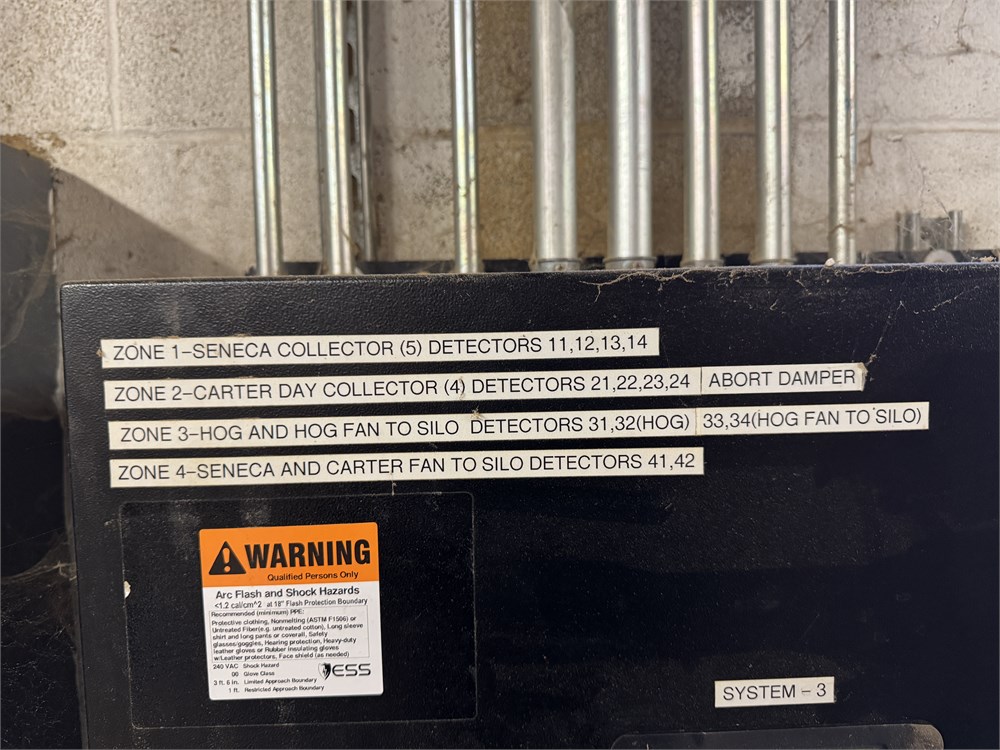 ZONE 1-SENECA COLLECTOR (5) DETECTORS 11,12,13,14
ZONE 2-CARTER DAY COLLECTOR (4) DETECTORS 21,22,23,24 ABORT DAMPER
ZONE 3-HOG AND HOG FAN TO SILO DETECTORS 31,32(HOG) 33,34(HOG FAN TO SILO)
ZONE 4-SENECA AND CARTER FAN TO SILO DETECTORS 41,42
WARNING
Qualified Persons Only
Arc Flash and Shock Hazards
<1.2 cal/cm^2 at 18" Flash Protection Boundary
Recommended (minimum) PPE:
Protective clothing, Nonmelting (ASTM F1506) or
Untreated Fiber(e.g. untreated cotton), Long sleeve
shirt and long pants or coverall, Safety
glasses/goggles, Hearing protection, Heavy-duty
leather gloves or Rubber insulating gloves
w/Leather protectors, Face shield (as needed)
240 VAC Shock Hazard
00 Glove Class
3 ft. 6 in. Limited Approach Boundary
1 ft. Restricted Approach Boundary
ESS
SYSTEM - 3